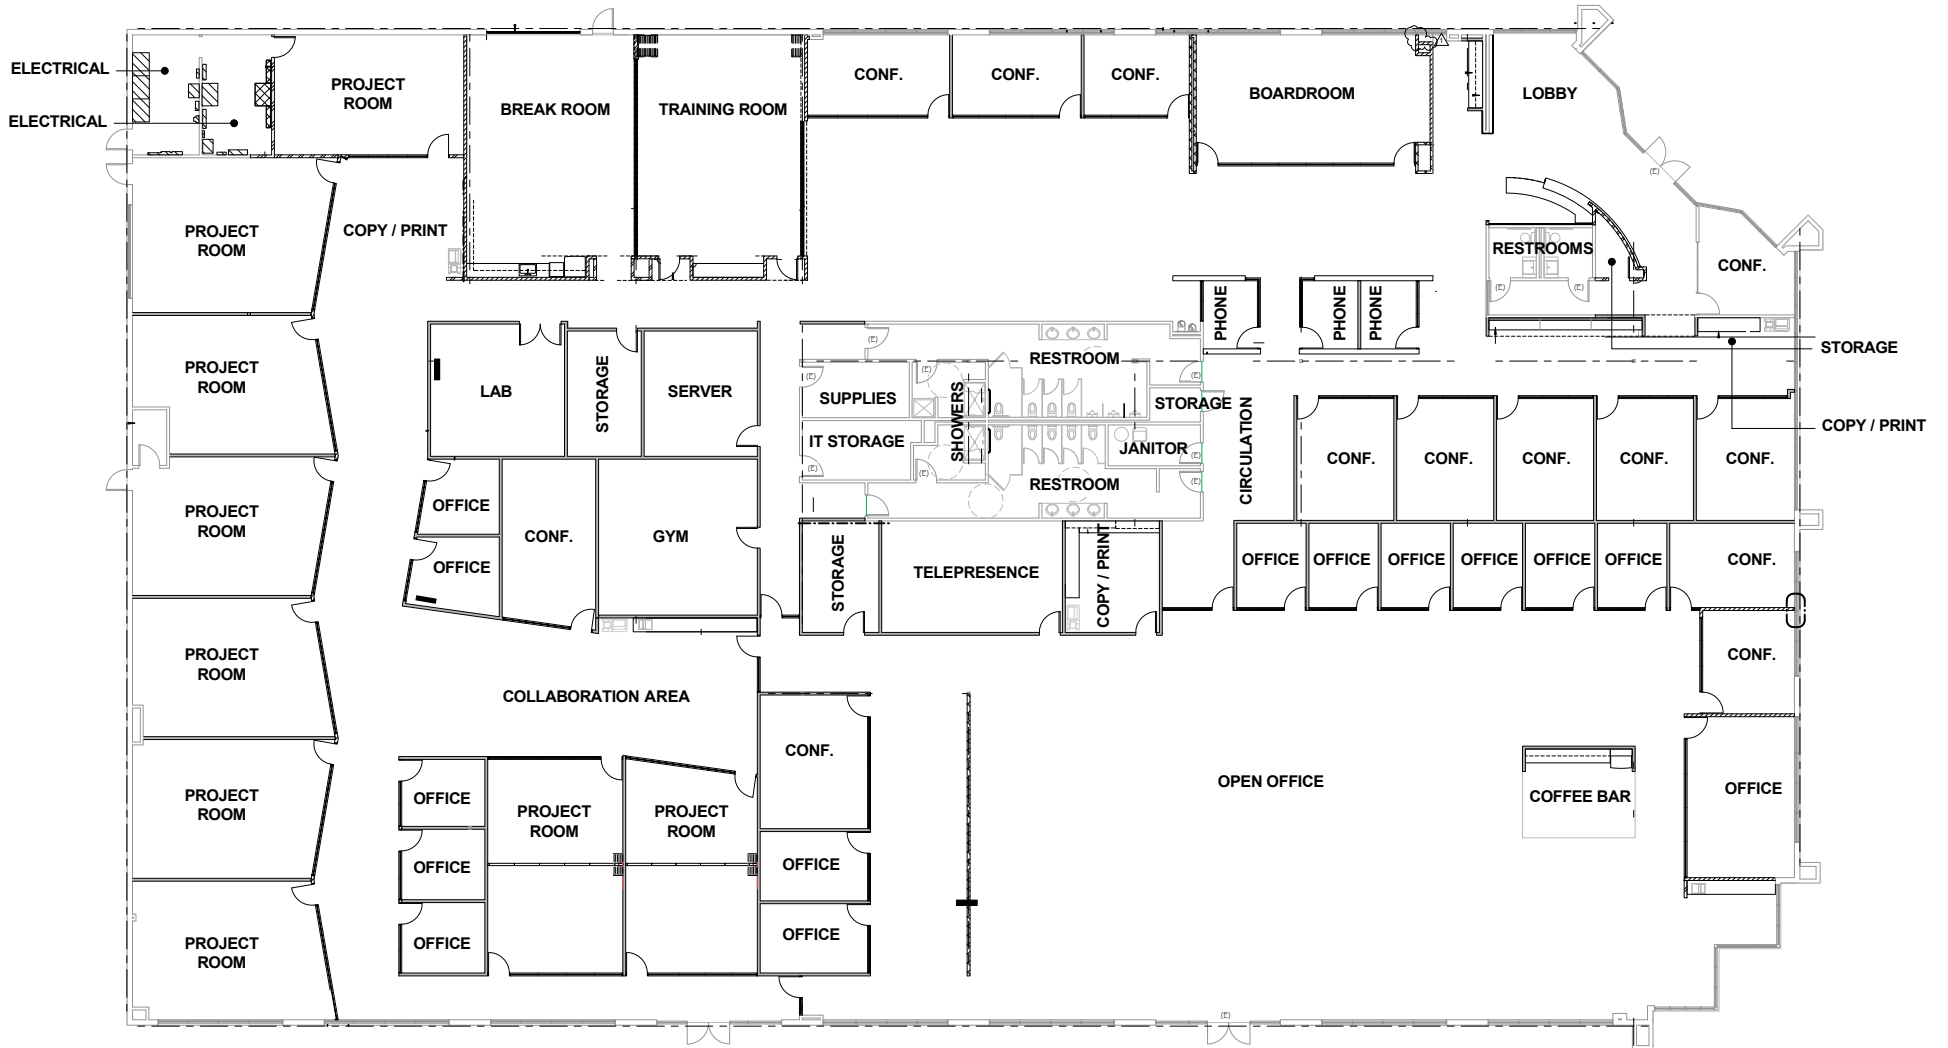 ELECTRICAL
ELECTRICAL
PROJECT
ROOM
BREAK ROOM
TRAINING ROOM
CONF.
CONF.
CONF.
BOARDROOM
LOBBY
PROJECT
ROOM
COPY / PRINT
RESTROOMS
CONF.
PHONE
PHONE
PHONE
STORAGE
COPY / PRINT
PROJECT
ROOM
LAB
STORAGE
SERVER
SUPPLIES
SHOWERS
RESTROOM
STORAGE
IT STORAGE
JANITOR
RESTROOM
CIRCULATION
CONF.
CONF.
CONF.
CONF.
CONF.
PROJECT
ROOM
OFFICE
OFFICE
CONF.
GYM
STORAGE
TELEPRESENCE
COPY / PRINT
OFFICE
OFFICE
OFFICE
OFFICE
OFFICE
OFFICE
CONF.
PROJECT
ROOM
COLLABORATION AREA
CONF.
CONF.
PROJECT
ROOM
OFFICE
OFFICE
OFFICE
PROJECT
ROOM
PROJECT
ROOM
OFFICE
OFFICE
OPEN OFFICE
COFFEE BAR
OFFICE
PROJECT
ROOM
(E)
(E)
(E)
(E)
(E)
(E)
(E)
(E)
(E)
(E)
(E)
(E)